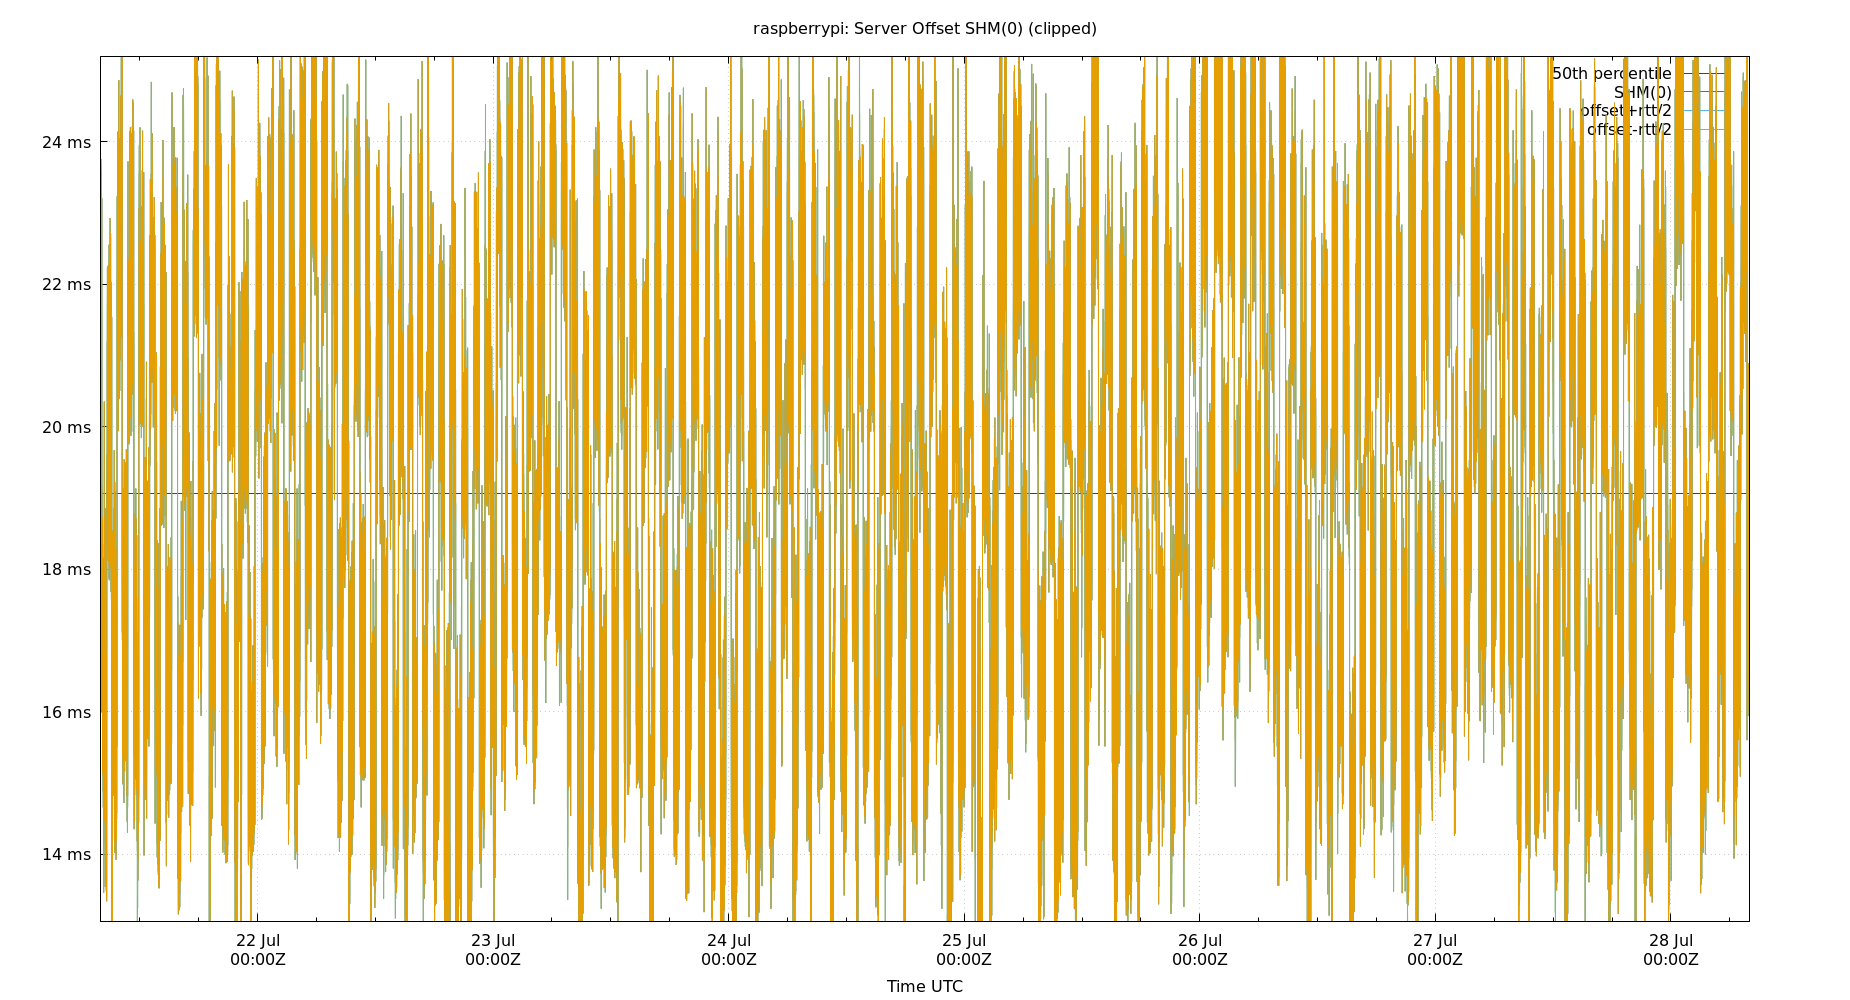 raspberrypi: Server Offset SHM(0) (clipped)
50th percentile
SHM(0)
offset+rtt/2
offset-rtt/2
24 ms
22 ms
20 ms
18 ms
16 ms
14 ms
22 Jul 23 Jul 24 Jul 25 Jul 26 Jul 27 Jul 28 Jul
00:00Z 00:00Z 00:00Z 00:00Z 00:00Z 00:00Z 00:00Z
Time UTC